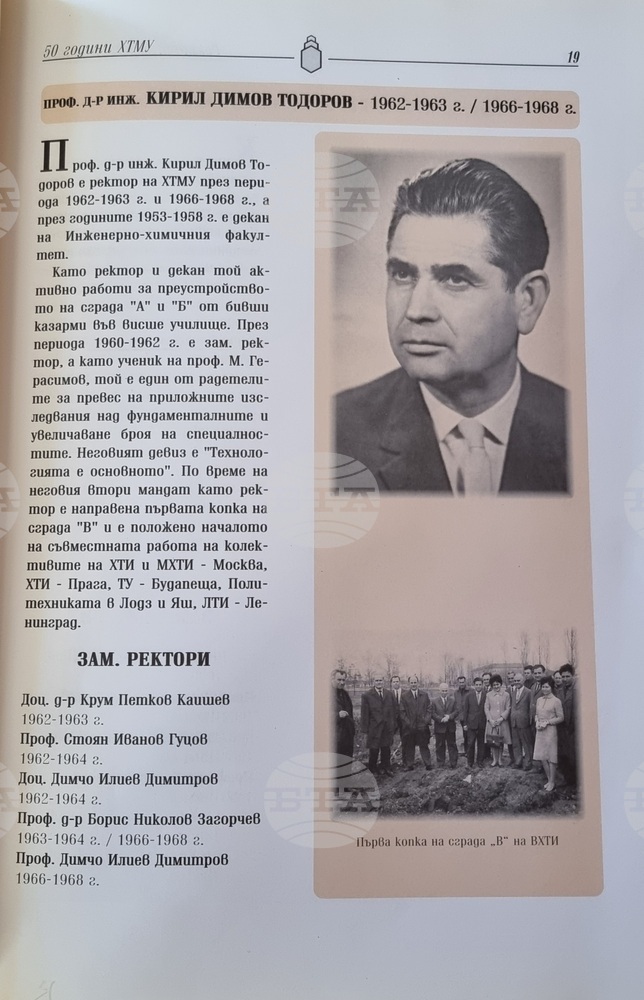 50 години ХТМУ
19
ПРОФ. Д-Р ИНЖ. КИРИЛ ДИМОВ ТОДОРОВ - 1962-1963 г. / 1966-1968 г.
Проф. д-р инж. Кирил Димов То-
доров е ректор на ХТМУ през пери-
ода 1962-1963 г. и 1966-1968 г., а
през годините 1953-1958 г. е декан
на Инженерно-химичния факул-
тет.
Като ректор и декан той ак-
тивно работи за преустройство-
то на сграда "А" и "Б" от бивши
казарми във висше училище. През
периода 1960-1962 г. е зам. рек-
тор, а като ученик на проф. М. Ге-
расимов, той е един от радетели-
те за превес на приложните изс-
ледвания над фундаменталните и
увеличаване броя на специалнос-
тите. Неговият девиз е "Техноло-
гията е основното". По време на
неговия втори мандат като рек-
тор е направена първата копка на
сграда "В" и е положено началото
на съвместната работа на колек-
тивите на ХТИ и МХТИ - Москва,
ХТИ - Прага, ТУ - Будапеща, Поли-
техниката в Лодз и Яш, ЛТИ - Ле-
нинград.
ЗАМ. РЕКТОРИ
Доц. д-р Крум Петков Каишев
1962-1963 г.
Проф. Стоян Иванов Гуцов
1962-1964 г.
Доц. Димчо Илиев Димитров
1962-1964 г.
Проф. д-р Борис Николов Загорчев
1963-1964 г. / 1966-1968 г.
Проф. Димчо Илиев Димитров
1966-1968 г.
Първа копка на сграда „В“ на ВХТИ
БТА